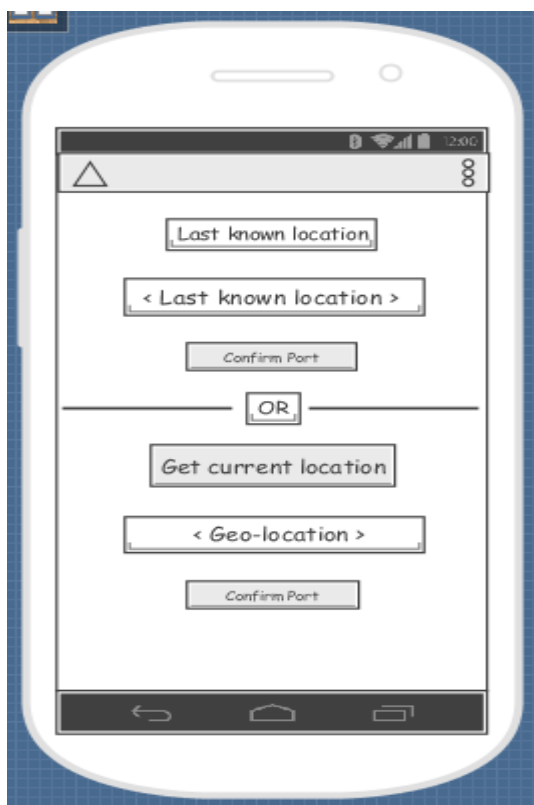 12:00
Last known location
< Last known location >
Confirm Port
OR
Get current location
< Geo-location >
Confirm Port